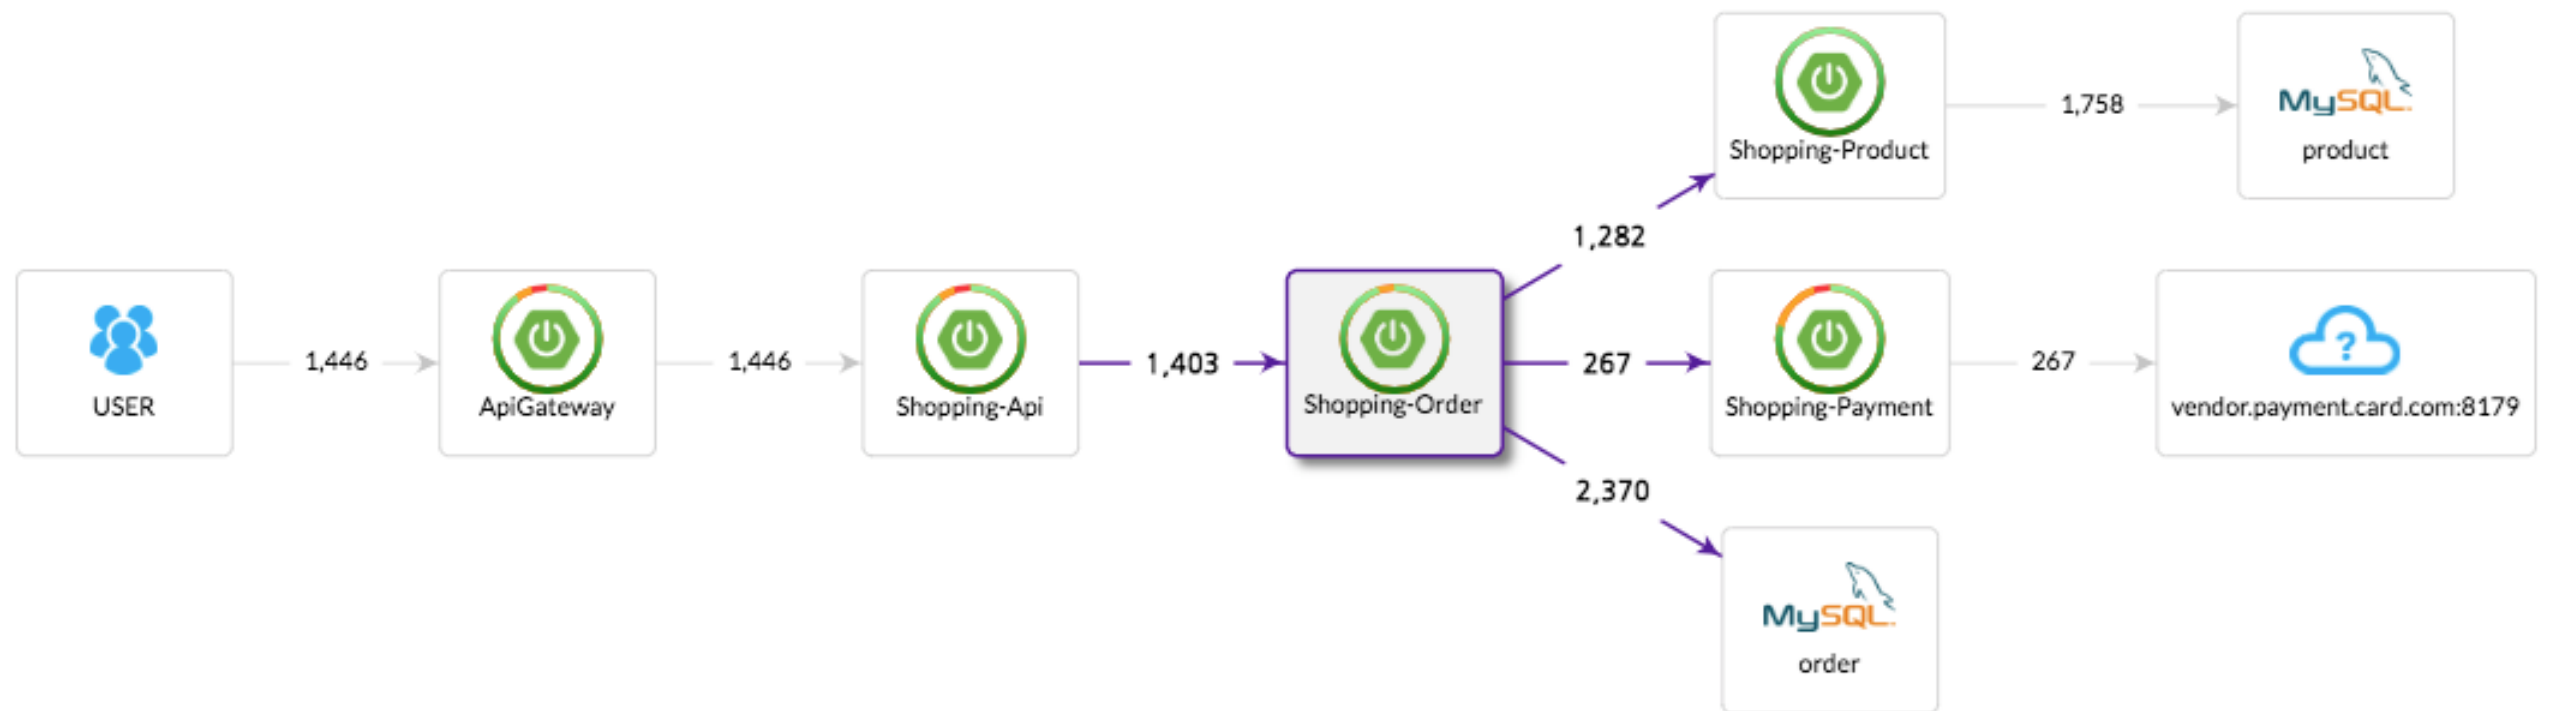 MySQL
Shopping-Product
1,758
product
1,282
USER
1,446
ApiGateway
1,446
Shopping-Api
1,403
Shopping-Order
267
Shopping-Payment
267
?
vendor.payment.card.com:8179
2,370
MySQL
order